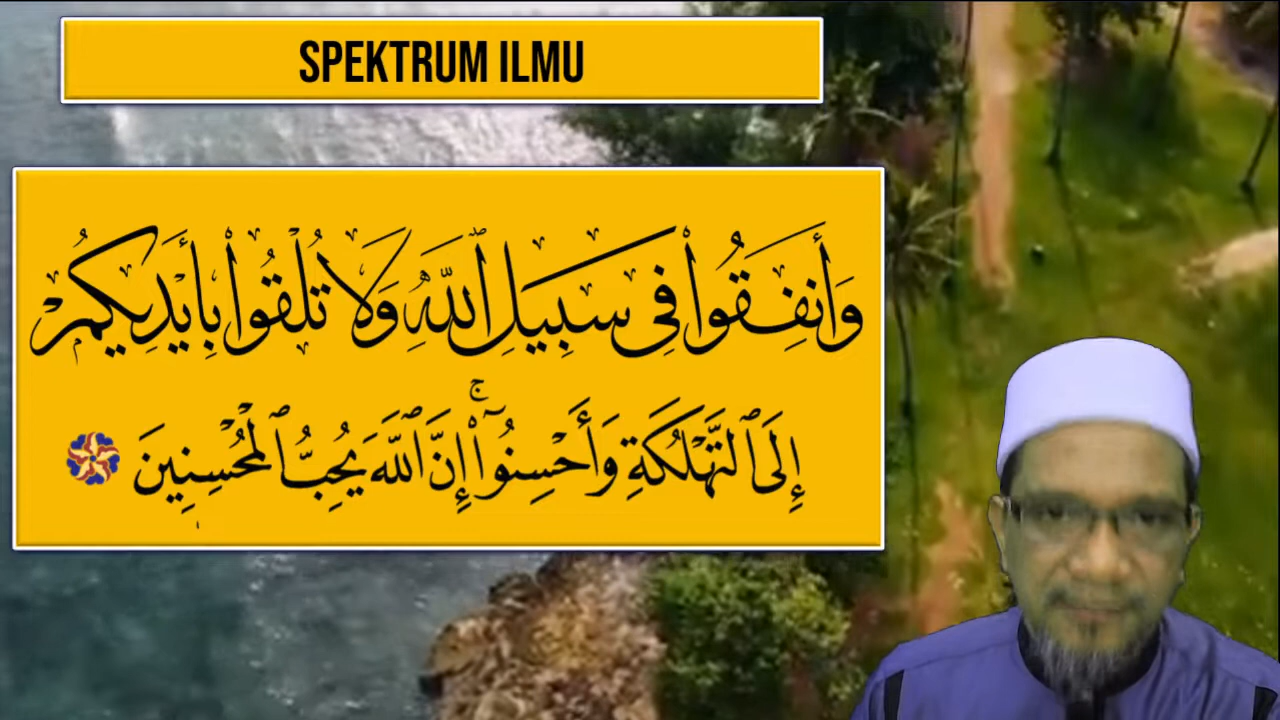 SPEKTRUM ILMU
وَأَنفِقُوا۟ فِى سَبِيلِ ٱللَّهِ وَلَا تُلْقُوا۟ بِأَيْدِيكُمْ
إِلَى ٱلتَّهْلُكَةِ وَأَحْسِنُوٓا۟ ۚ إِنَّ ٱللَّهَ يُحِبُّ ٱلْمُحْسِنِينَ